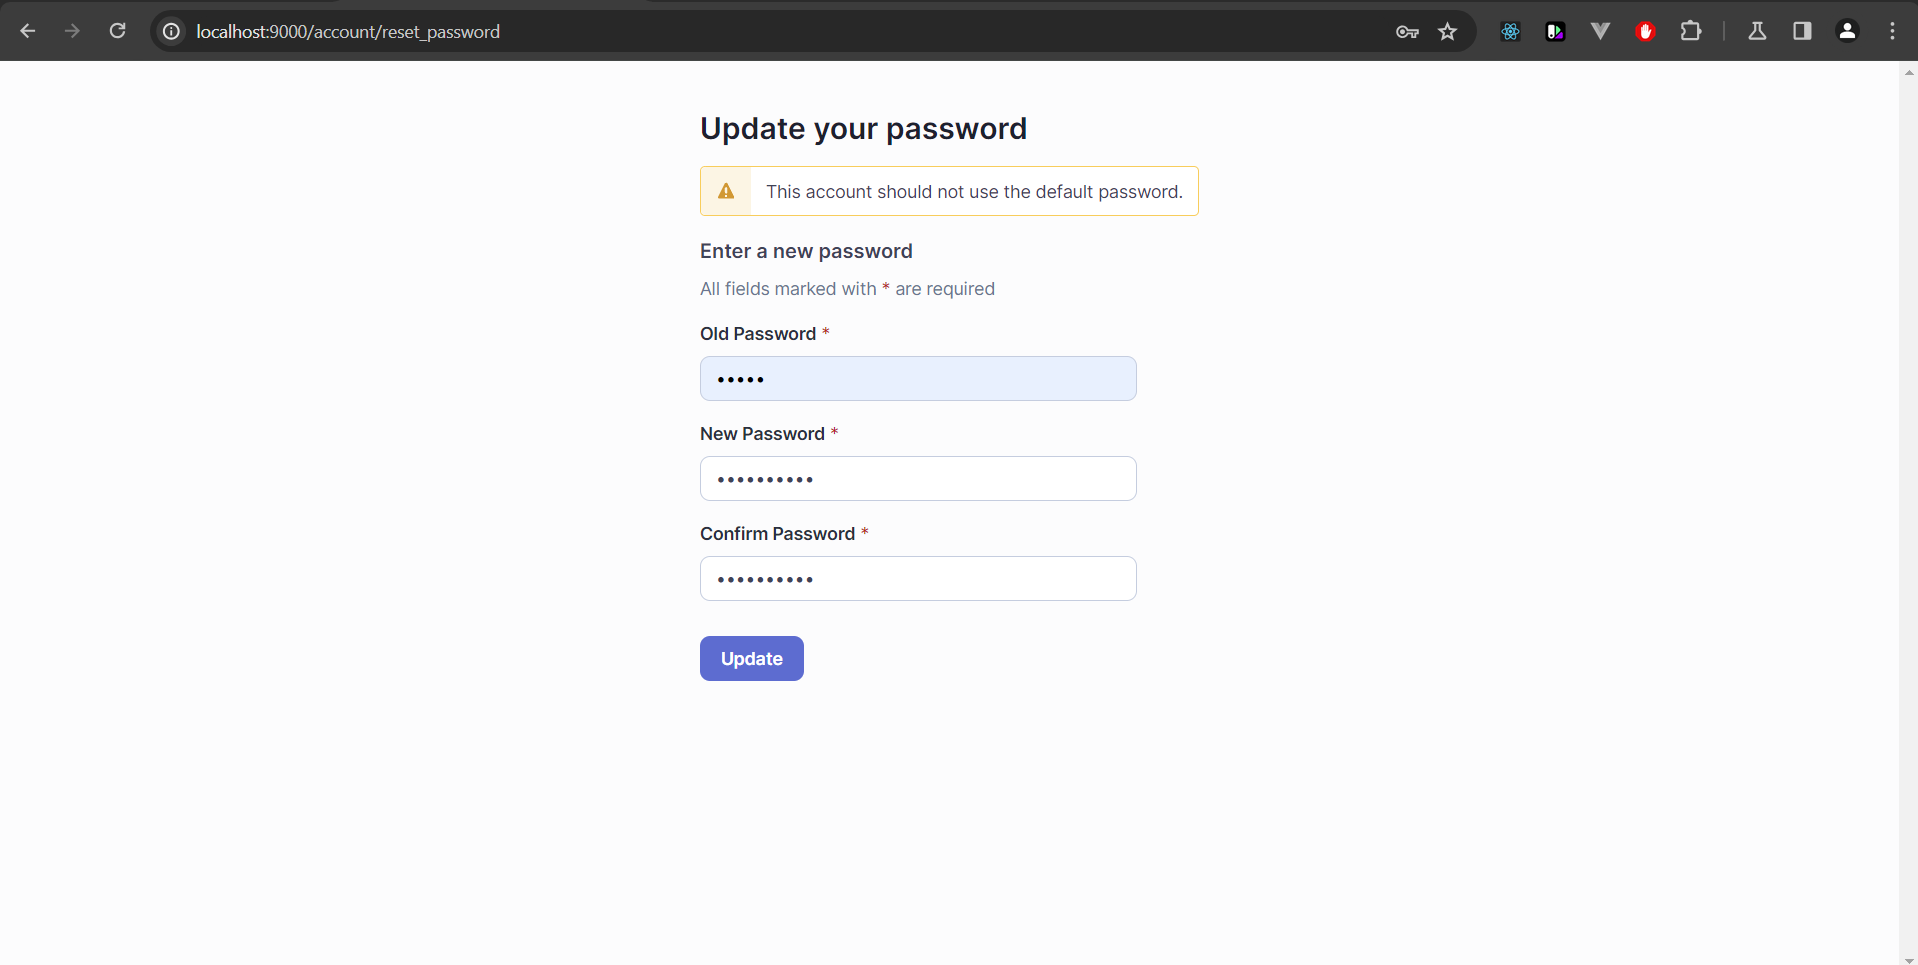 localhost:9000/account/reset_password
Update your password
This account should not use the default password.
Enter a new password
All fields marked with * are required
Old Password *
•••••
New Password *
••••••••••
Confirm Password *
••••••••••
Update